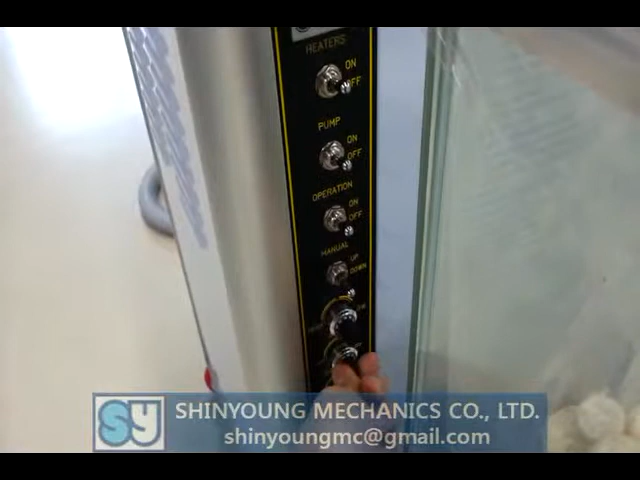 HEATERS
ON
OFF
PUMP
ON
OFF
OPERATION
ON
OFF
MANUAL
UP
DOWN
SY
SHINYOUNG MECHANICS CO., LTD.
shinyoungmc@gmail.com